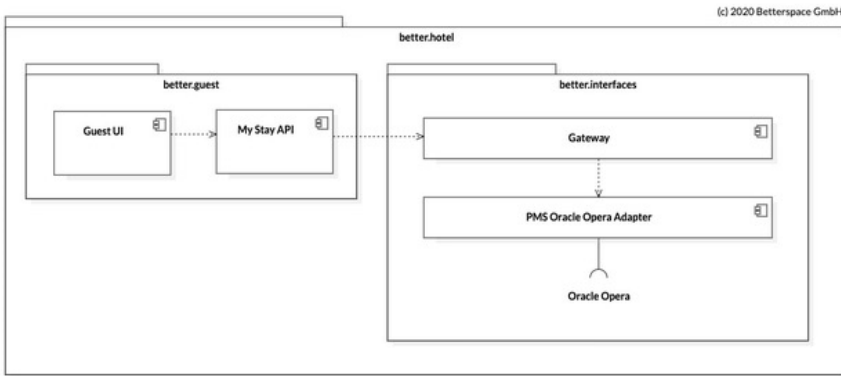 (c) 2020 Betterspace GmbH
better.hotel
better.guest
better.interfaces
Guest UI
My Stay API
Gateway
PMS Oracle Opera Adapter
Oracle Opera